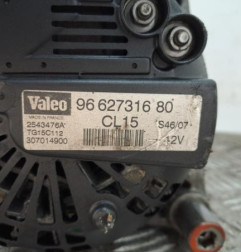 Valeo 96 627316 80
MADE IN FRANCE CL15
2543476A S46/07
TG15C112 12V
307014900